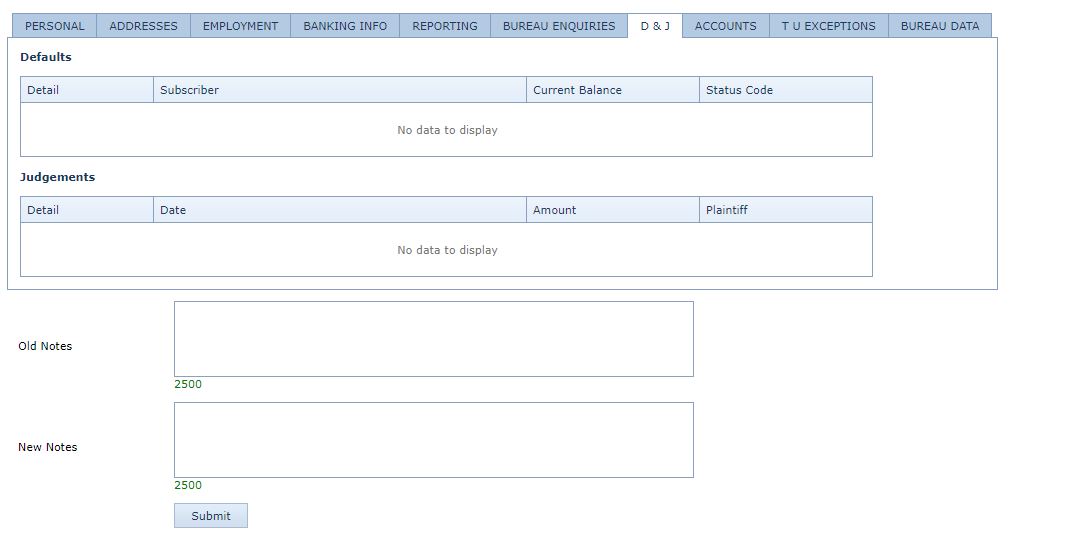 PERSONAL ADDRESSES EMPLOYMENT BANKING INFO REPORTING BUREAU ENQUIRIES D & J ACCOUNTS T U EXCEPTIONS BUREAU DATA
Defaults
Detail Subscriber Current Balance Status Code
No data to display
Judgements
Detail Date Amount Plaintiff
No data to display
Old Notes
2500
New Notes
2500
Submit